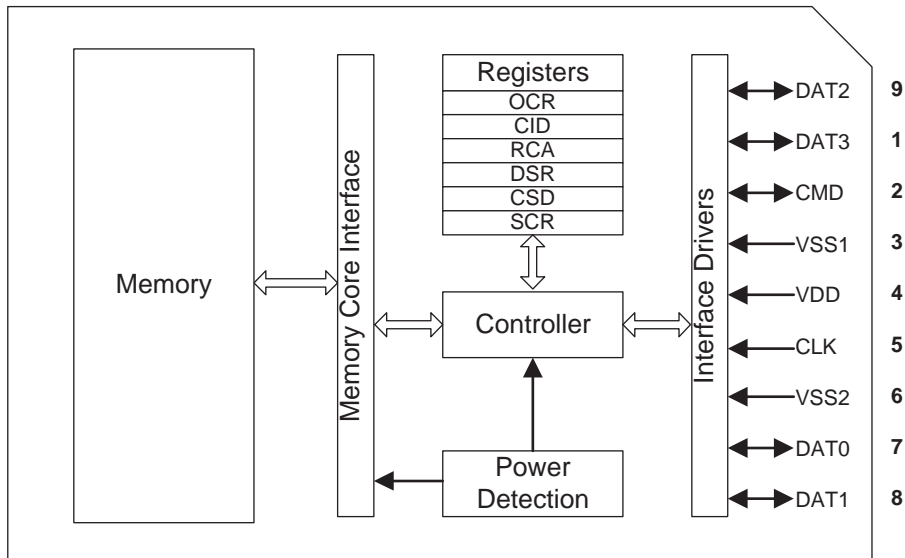 Memory
Memory Core Interface
Registers
OCR
CID
RCA
DSR
CSD
SCR
Controller
Power
Detection
Interface Drivers
DAT2 9
DAT3 1
CMD 2
VSS1 3
VDD 4
CLK 5
VSS2 6
DAT0 7
DAT1 8